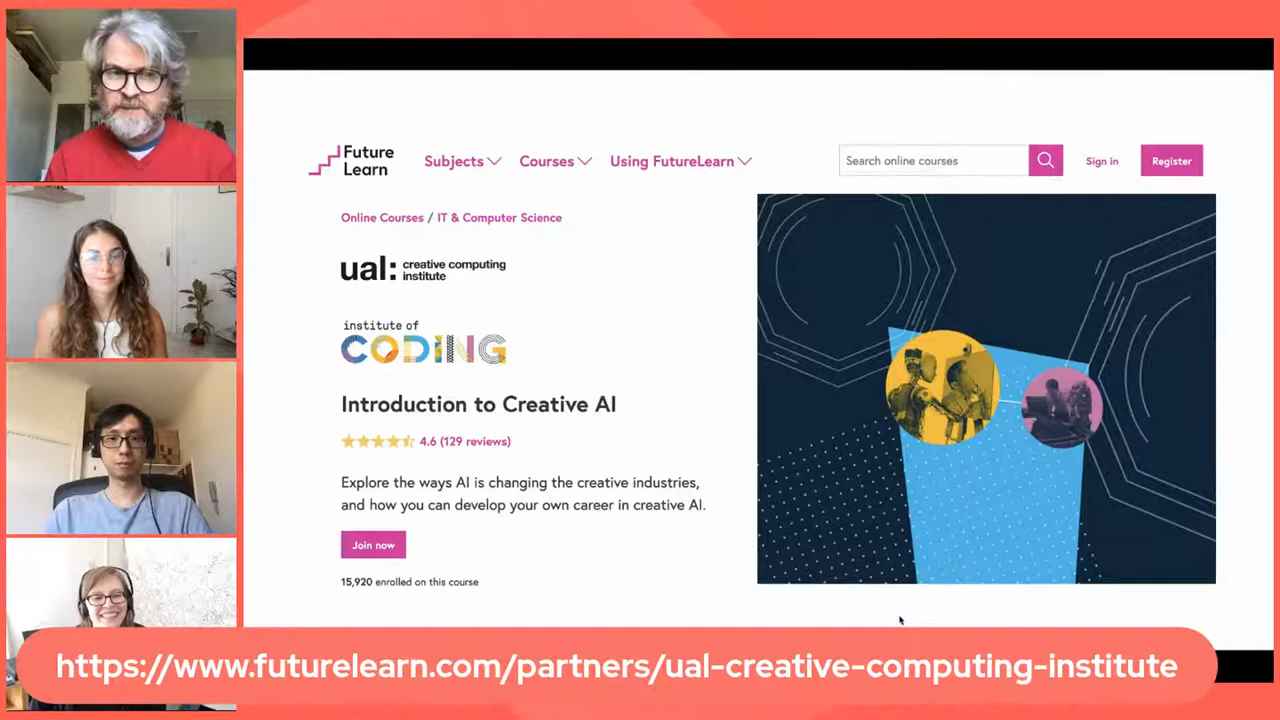 Future
Learn
Subjects
Courses
Using FutureLearn
Search online courses
Sign in
Register
Online Courses / IT & Computer Science
ual: creative computing
institute
institute of
CODING
Introduction to Creative AI
4.6 (129 reviews)
Explore the ways AI is changing the creative industries,
and how you can develop your own career in creative AI.
Join now
15,920 enrolled on this course
https://www.futurelearn.com/partners/ual-creative-computing-institute